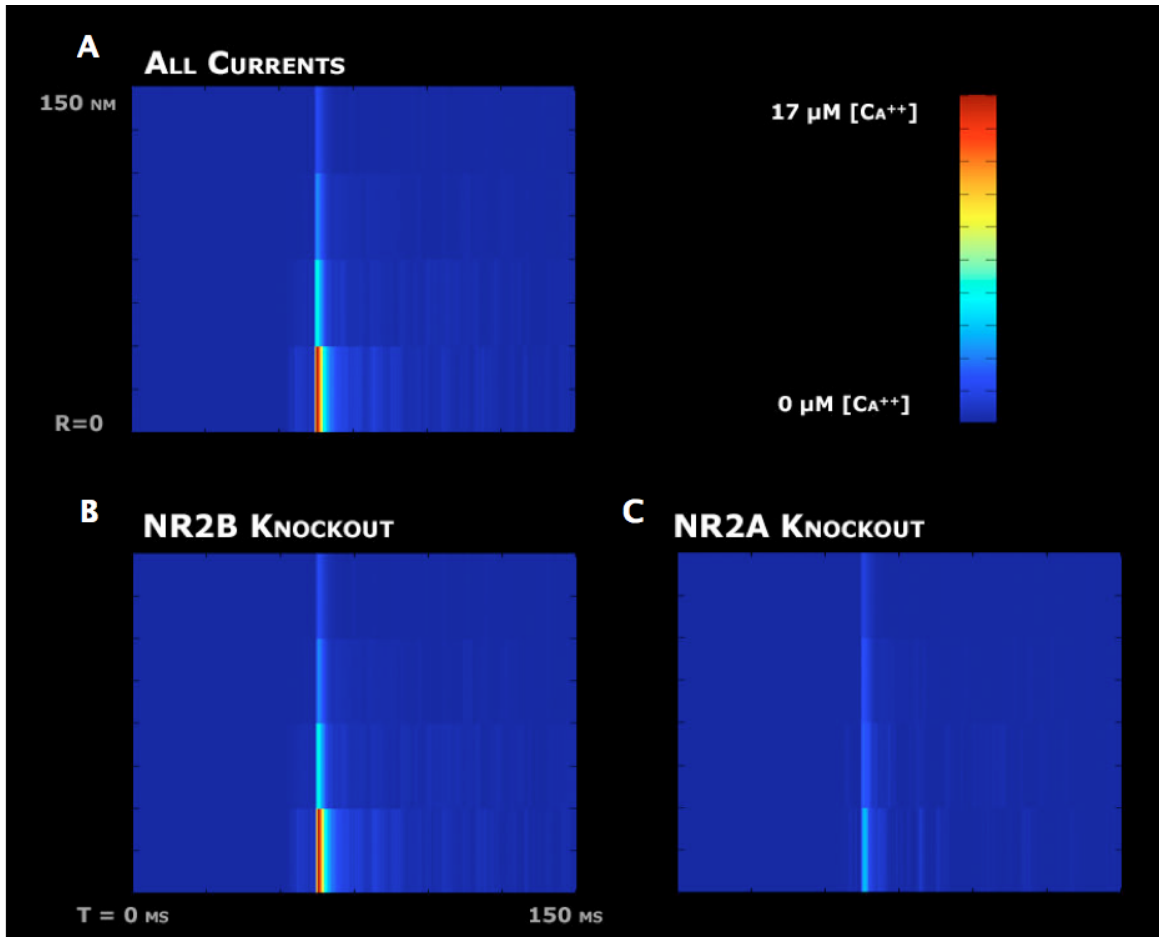 A
All Currents
150 nm
17 µM [Ca++]
R=0
0 µM [Ca++]
B
NR2B Knockout
C
NR2A Knockout
T = 0 ms
150 ms